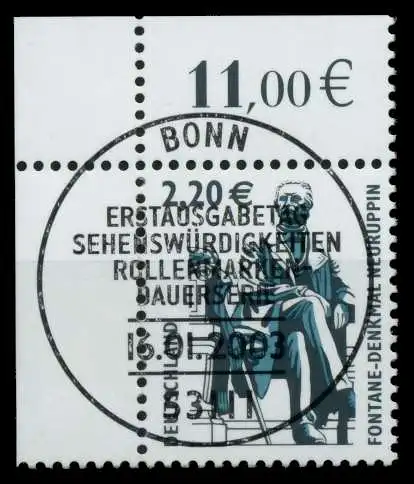 11,00 €
BONN
2,20 €
ERSTAUSGABETAG
SEHENSWÜRDIGKEITEN
ROLLENMARKEN-
DAUERSERIE
16.01.2003
53111
DEUTSCHLAND
FONTANE-DENKMAL NEURUPPIN